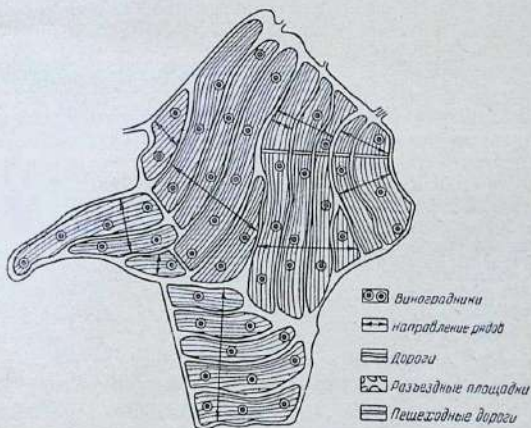 Виноградники
направление рядов
Дороги
Разъездные площадки
Пешеходные дороги